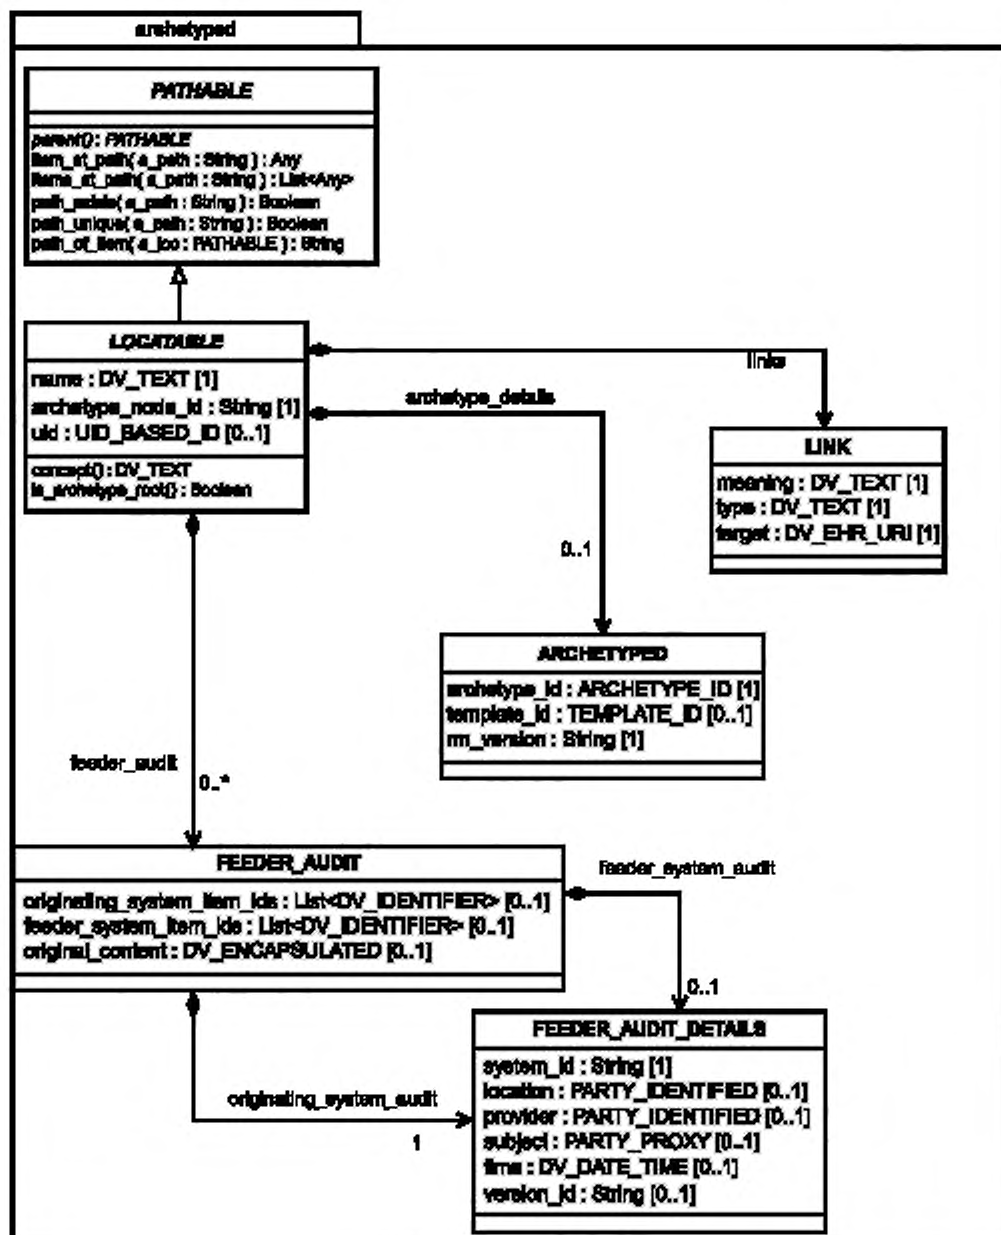 archetyped
PATHABLE
parent(): PATHABLE
item_at_path( a_path : String ) : Any
items_at_path( a_path : String ) : List<Any>
path_exists( a_path : String ) : Boolean
path_unique( a_path : String ) : Boolean
path_of_item( a_loc : PATHABLE ) : String
LOCATABLE
name : DV_TEXT [1]
archetype_node_id : String [1]
uid : UID_BASED_ID [0..1]
concept() : DV_TEXT
is_archetype_root() : Boolean
links
archetype_details
LINK
meaning : DV_TEXT [1]
type : DV_TEXT [1]
target : DV_EHR_URI [1]
0..1
ARCHETYPED
archetype_id : ARCHETYPE_ID [1]
template_id : TEMPLATE_ID [0..1]
rm_version : String [1]
feeder_audit
0..*
FEEDER_AUDIT
originating_system_item_ids : List<DV_IDENTIFIER> [0..1]
feeder_system_item_ids : List<DV_IDENTIFIER> [0..1]
original_content : DV_ENCAPSULATED [0..1]
feeder_system_audit
0..1
FEEDER_AUDIT_DETAILS
system_id : String [1]
location : PARTY_IDENTIFIED [0..1]
provider : PARTY_IDENTIFIED [0..1]
subject : PARTY_PROXY [0..1]
time : DV_DATE_TIME [0..1]
version_id : String [0..1]
originating_system_audit
1